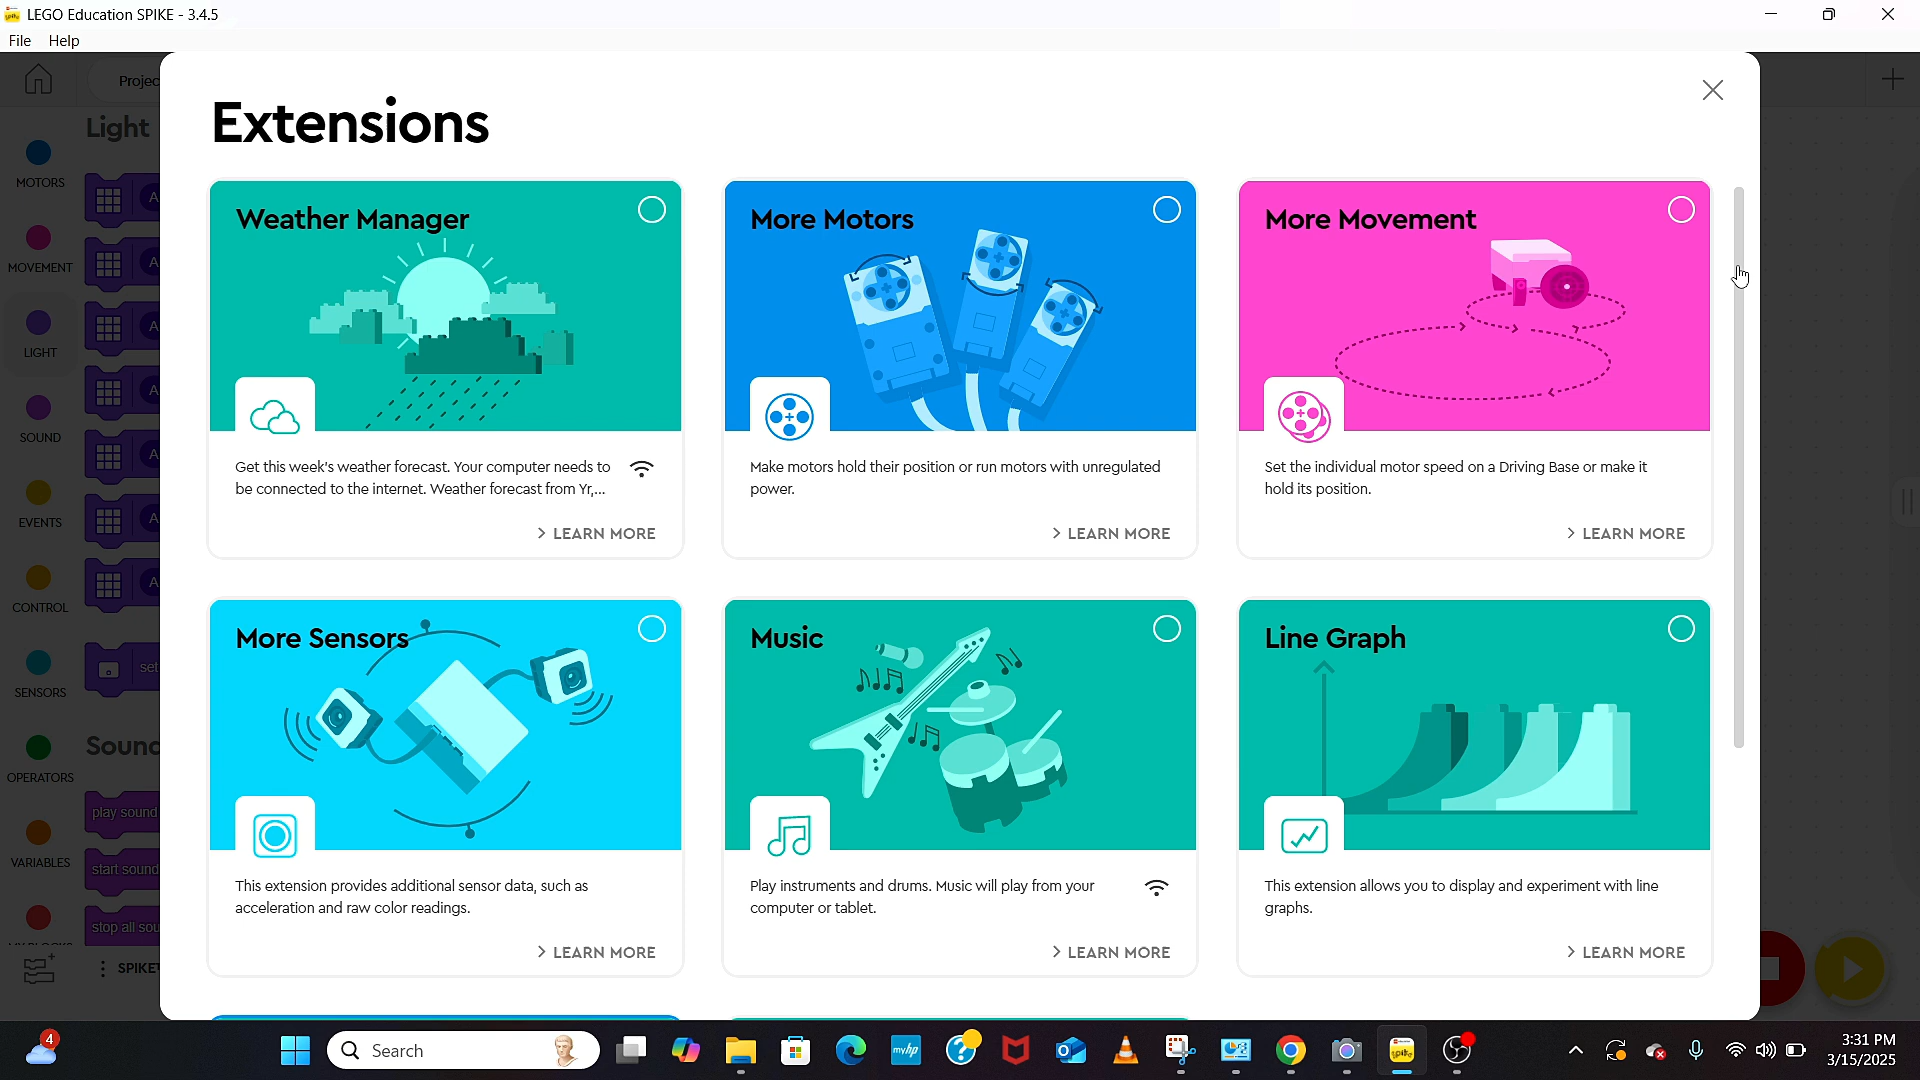 LEGO Education SPIKE - 3.4.5
File Help
Projec
Extensions
Light
MOTORS
MOVEMENT
LIGHT
SOUND
EVENTS
CONTROL
SENSORS
OPERATORS
VARIABLES
MY BLOCKS
A
A
A
A
A
A
A
set
Sound
play sound
start sound
stop all sou
SPIKE
Weather Manager
Get this week's weather forecast. Your computer needs to
be connected to the internet. Weather forecast from Yr,...
> LEARN MORE
More Motors
Make motors hold their position or run motors with unregulated
power.
> LEARN MORE
More Movement
Set the individual motor speed on a Driving Base or make it
hold its position.
> LEARN MORE
More Sensors
This extension provides additional sensor data, such as
acceleration and raw color readings.
> LEARN MORE
Music
Play instruments and drums. Music will play from your
computer or tablet.
> LEARN MORE
Line Graph
This extension allows you to display and experiment with line
graphs.
> LEARN MORE
4
Search
myhp
3:31 PM
3/15/2025